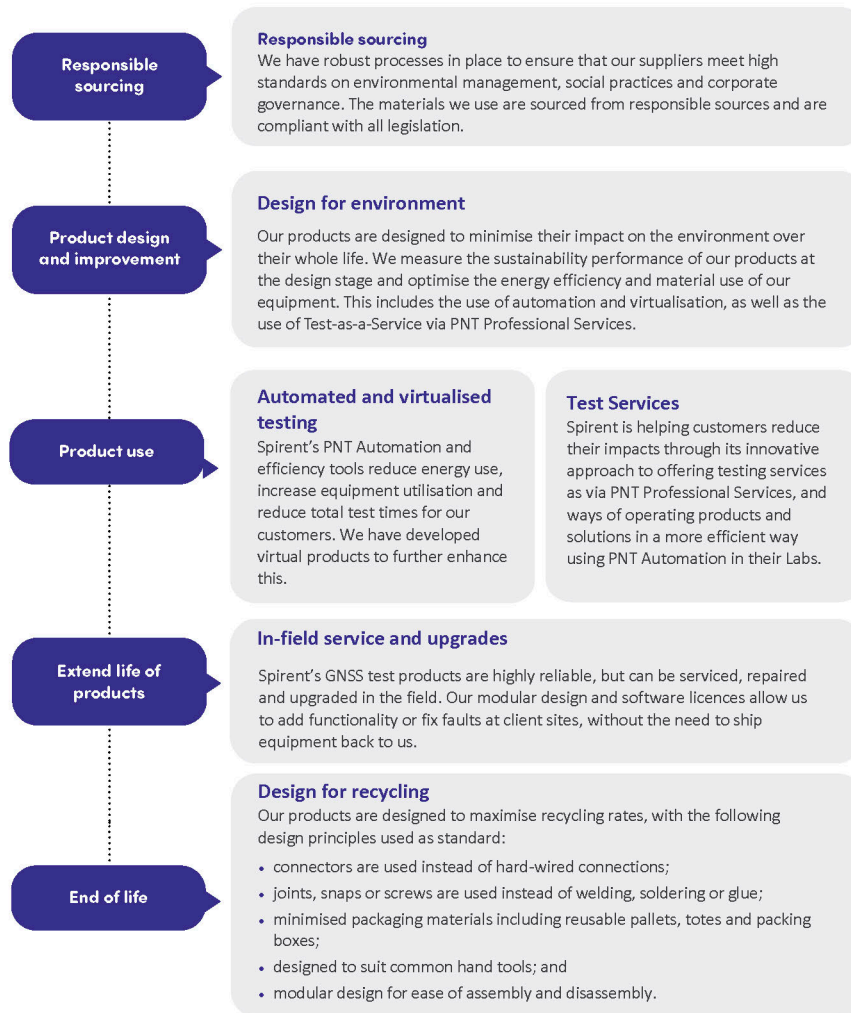 Responsible
sourcing
Responsible sourcing
We have robust processes in place to ensure that our suppliers meet high
standards on environmental management, social practices and corporate
governance. The materials we use are sourced from responsible sources and are
compliant with all legislation.
Product design
and improvement
Design for environment
Our products are designed to minimise their impact on the environment over
their whole life. We measure the sustainability performance of our products at
the design stage and optimise the energy efficiency and material use of our
equipment. This includes the use of automation and virtualisation, as well as the
use of Test-as-a-Service via PNT Professional Services.
Product use
Automated and virtualised
testing
Spirent's PNT Automation and
efficiency tools reduce energy use,
increase equipment utilisation and
reduce total test times for our
customers. We have developed
virtual products to further enhance
this.
Test Services
Spirent is helping customers reduce
their impacts through its innovative
approach to offering testing services
as via PNT Professional Services, and
ways of operating products and
solutions in a more efficient way
using PNT Automation in their Labs.
Extend life of
products
In-field service and upgrades
Spirent's GNSS test products are highly reliable, but can be serviced, repaired
and upgraded in the field. Our modular design and software licences allow us
to add functionality or fix faults at client sites, without the need to ship
equipment back to us.
End of life
Design for recycling
Our products are designed to maximise recycling rates, with the following
design principles used as standard:
• connectors are used instead of hard-wired connections;
• joints, snaps or screws are used instead of welding, soldering or glue;
• minimised packaging materials including reusable pallets, totes and packing
boxes;
• designed to suit common hand tools; and
• modular design for ease of assembly and disassembly.